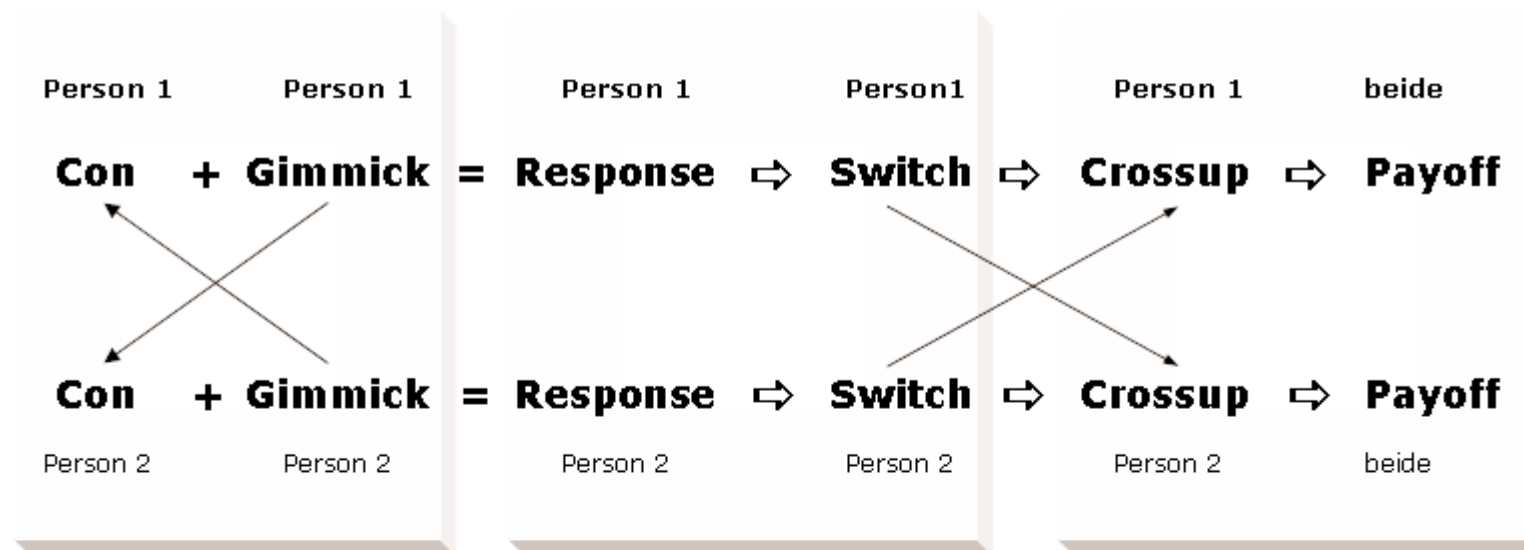 Person 1 Person 1 Person 1 Person1 Person 1 beide
Con + Gimmick = Response ⇨ Switch ⇨ Crossup ⇨ Payoff
Con + Gimmick = Response ⇨ Switch ⇨ Crossup ⇨ Payoff
Person 2 Person 2 Person 2 Person 2 Person 2 beide